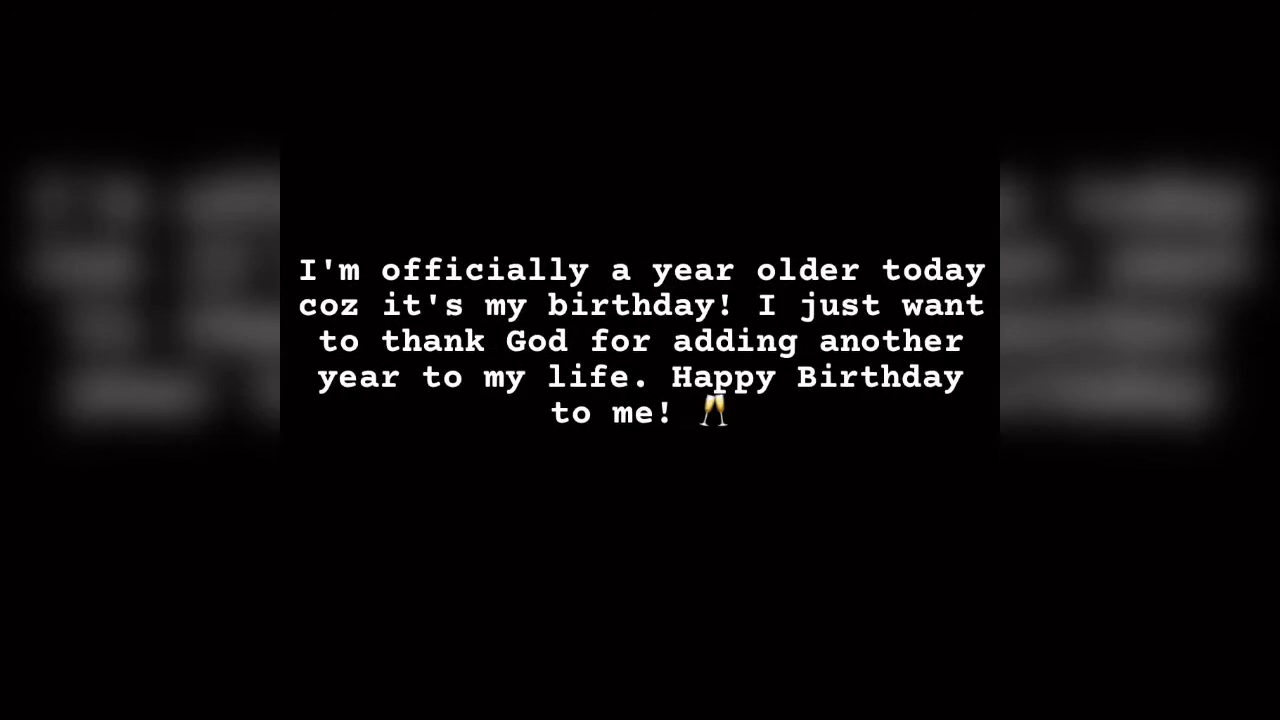 I'm officially a year older today
coz it's my birthday! I just want
to thank God for adding another
year to my life. Happy Birthday
to me! 🥂